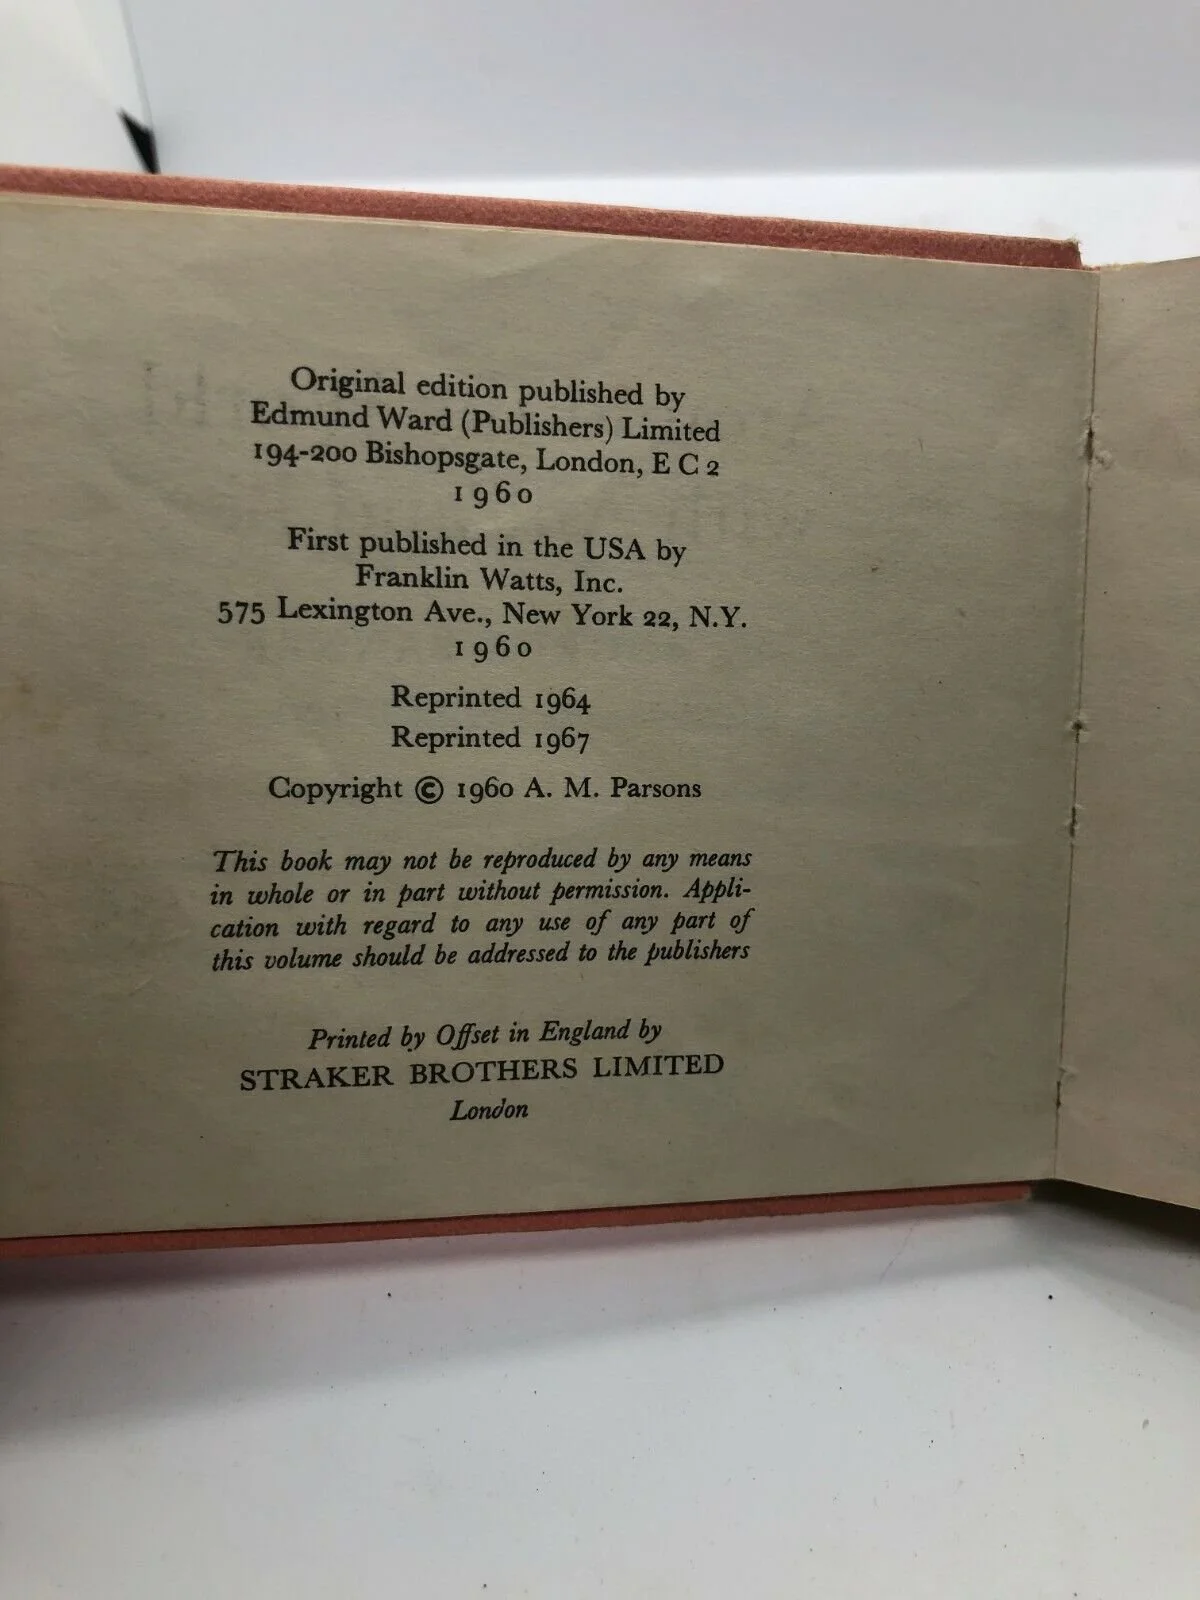 Original edition published by
Edmund Ward (Publishers) Limited
194-200 Bishopsgate, London, E C 2
1960
First published in the USA by
Franklin Watts, Inc.
575 Lexington Ave., New York 22, N.Y.
1960
Reprinted 1964
Reprinted 1967
Copyright © 1960 A. M. Parsons
This book may not be reproduced by any means
in whole or in part without permission. Appli-
cation with regard to any use of any part of
this volume should be addressed to the publishers
Printed by Offset in England by
STRAKER BROTHERS LIMITED
London